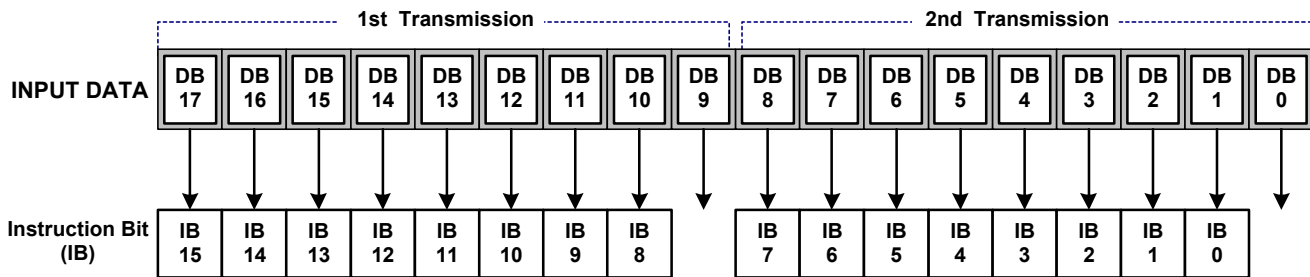 1st Transmission 2nd Transmission
INPUT DATA DB 17 DB 16 DB 15 DB 14 DB 13 DB 12 DB 11 DB 10 DB 9 DB 8 DB 7 DB 6 DB 5 DB 4 DB 3 DB 2 DB 1 DB 0
Instruction Bit (IB) IB 15 IB 14 IB 13 IB 12 IB 11 IB 10 IB 9 IB 8 IB 7 IB 6 IB 5 IB 4 IB 3 IB 2 IB 1 IB 0